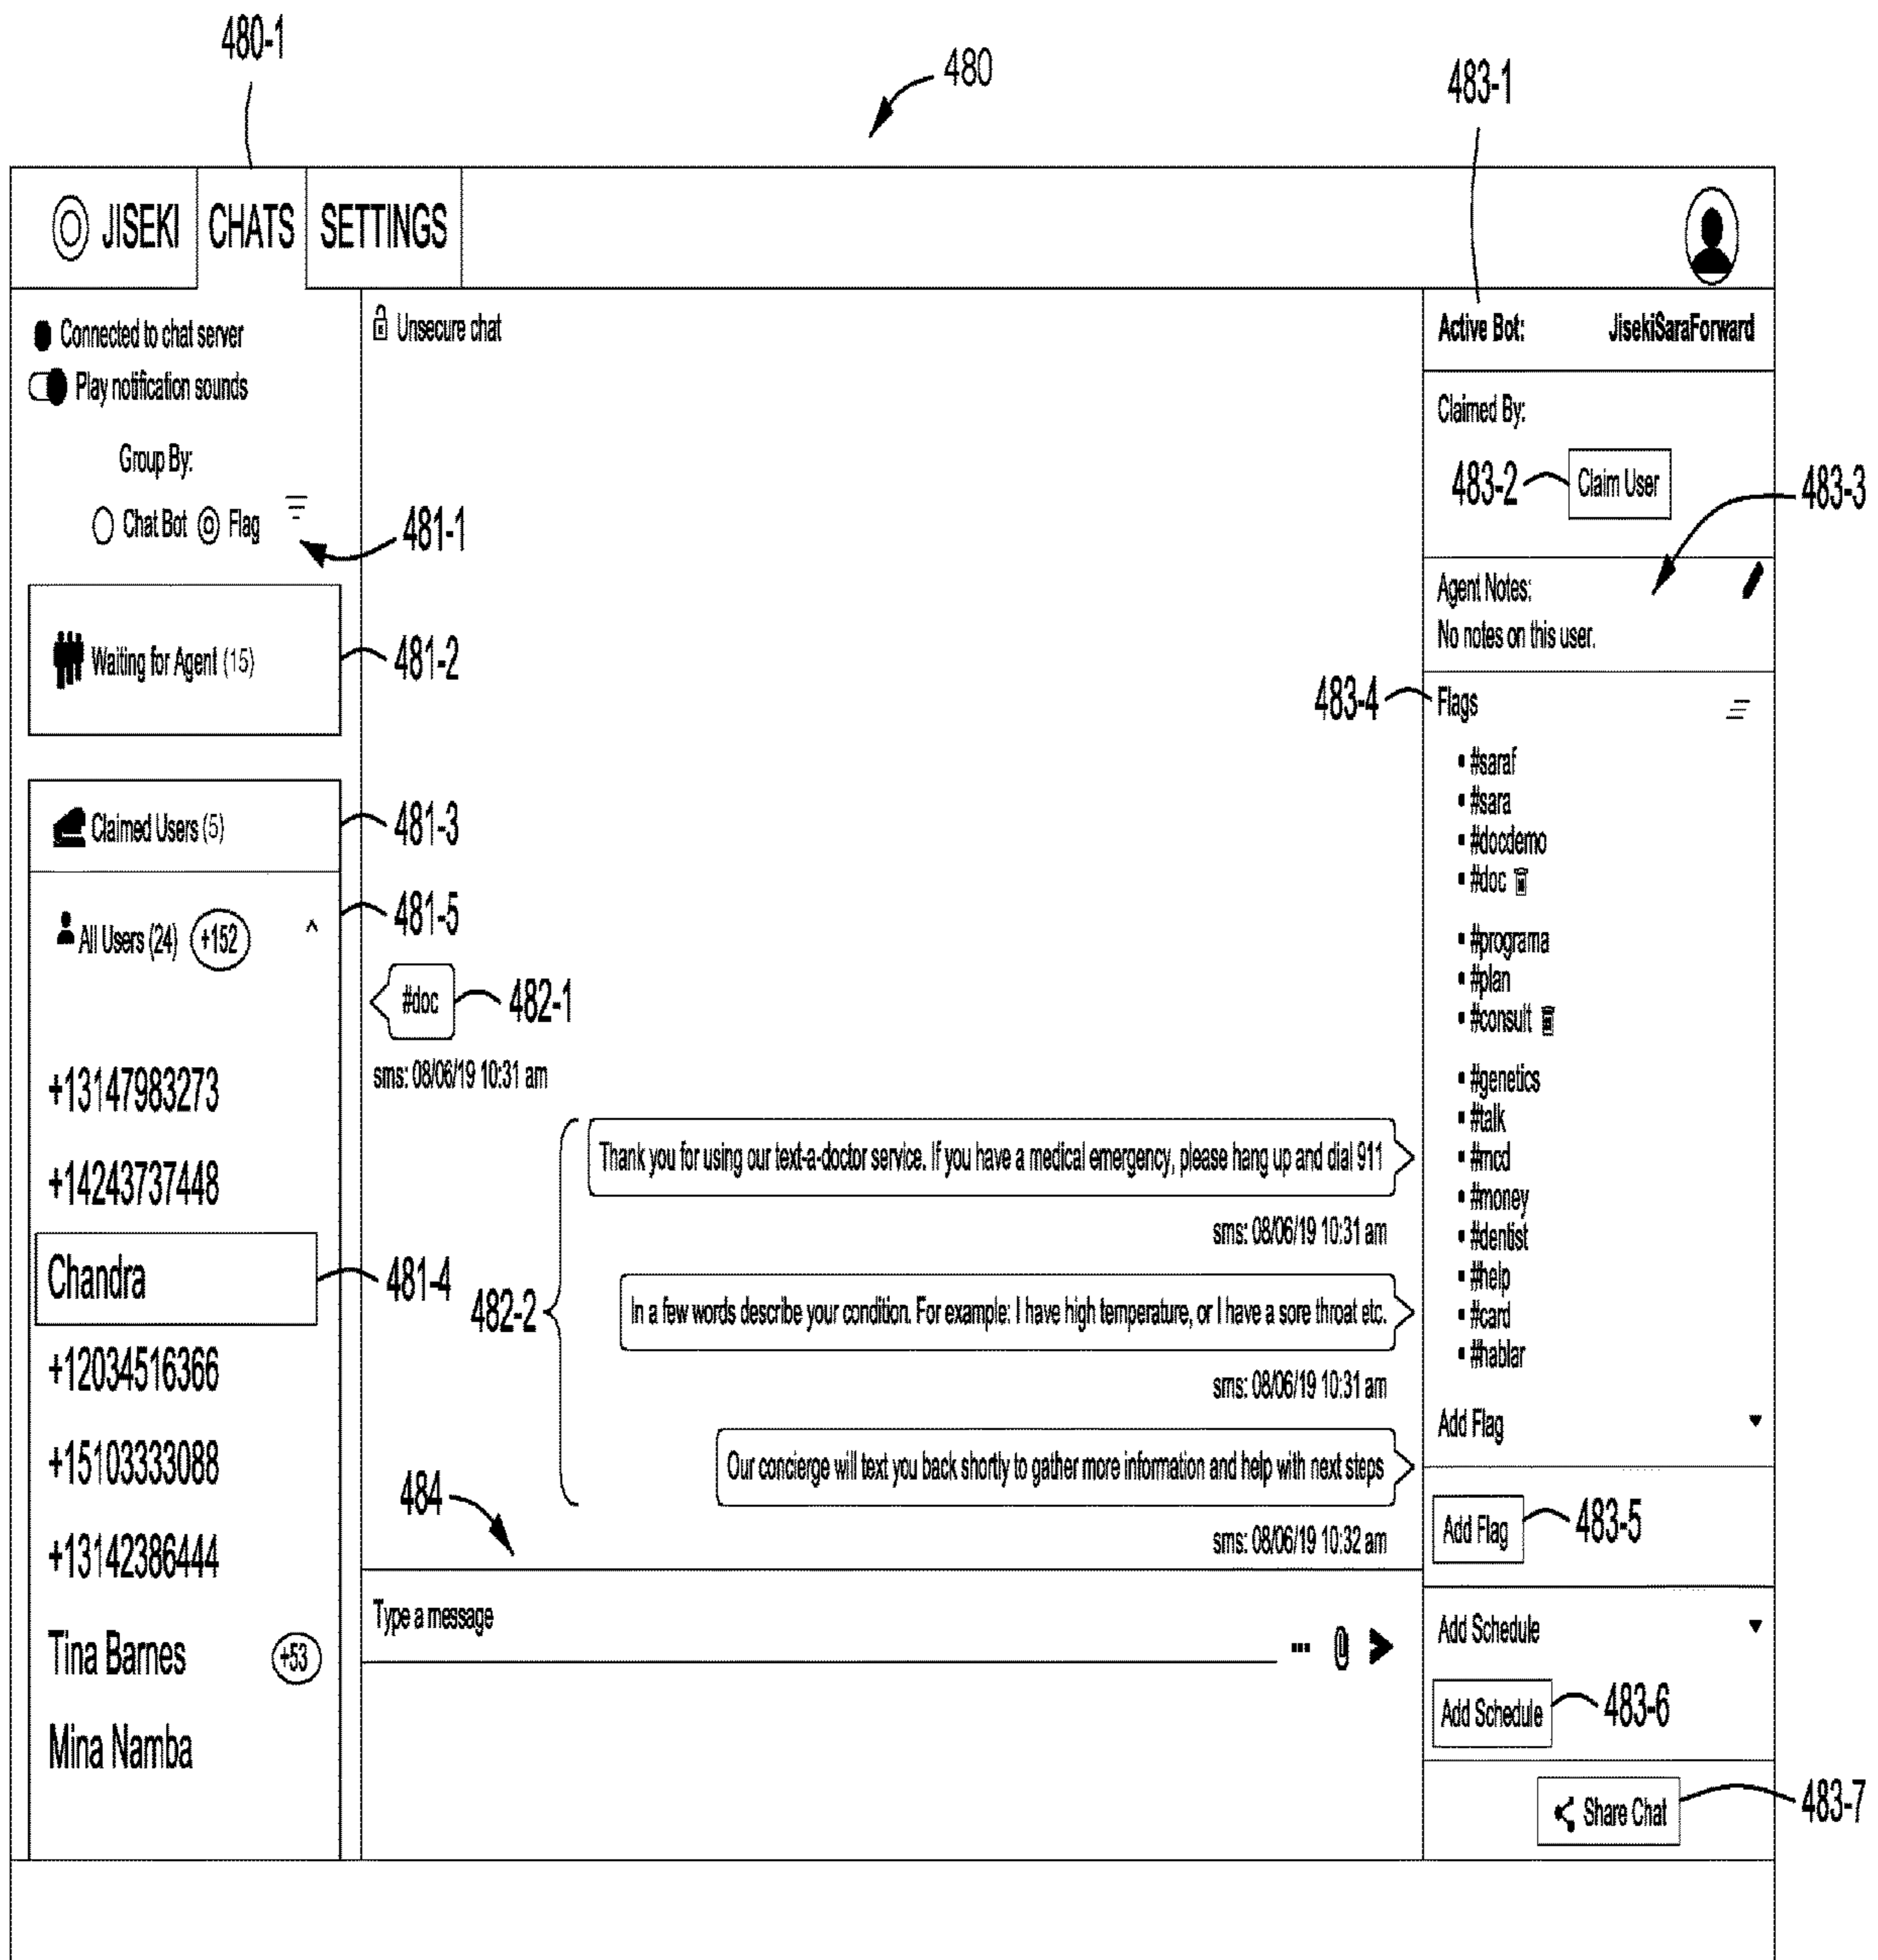 480-1
480
483-1
JISEKI CHATS SETTINGS
Connected to chat server
Play notification sounds
Group By:
Chat Bot Flag
481-1
Waiting for Agent (15)
481-2
Claimed Users (5)
481-3
481-5
All Users (24) +152
+13147983273
+14243737448
Chandra
481-4
+12034516366
+15103333088
+13142386444
Tina Barnes +53
Mina Namba
Unsecure chat
#doc
482-1
sms: 08/06/19 10:31 am
Thank you for using our text-a-doctor service. If you have a medical emergency, please hang up and dial 911
sms: 08/06/19 10:31 am
In a few words describe your condition. For example: I have high temperature, or I have a sore throat etc.
482-2
sms: 08/06/19 10:31 am
Our concierge will text you back shortly to gather more information and help with next steps
484
sms: 08/06/19 10:32 am
Type a message
Active Bot: JisekiSaraForward
Claimed By:
483-2 Claim User
483-3
Agent Notes:
No notes on this user.
483-4 Flags
#saraf
#sara
#docdemo
#doc
#programa
#plan
#consult
#genetics
#talk
#mcd
#money
#dentist
#help
#card
#hablar
Add Flag
Add Flag 483-5
Add Schedule
Add Schedule 483-6
Share Chat 483-7